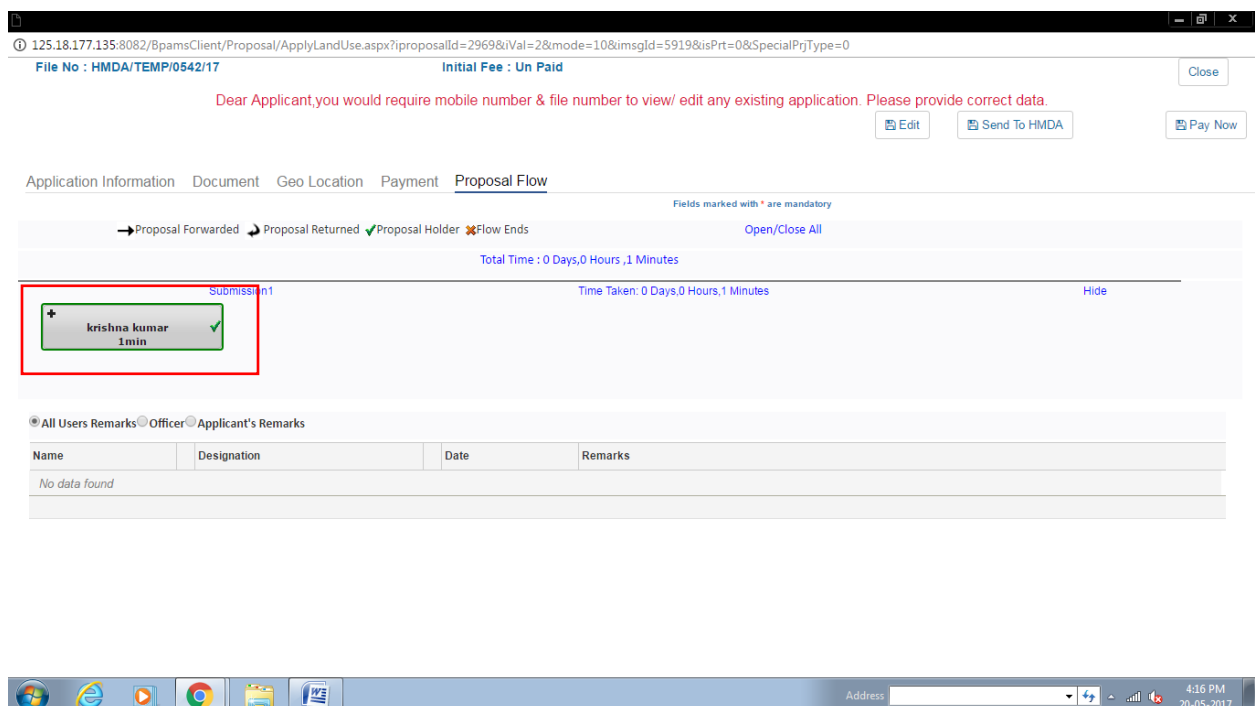 125.18.177.135:8082/BpamsClient/Proposal/ApplyLandUse.aspx?iproposalId=2969&iVal=2&mode=10&imsgId=5919&isPrt=0&SpecialPrjType=0
File No : HMDA/TEMP/0542/17 Initial Fee : Un Paid
Close
Dear Applicant,you would require mobile number & file number to view/ edit any existing application. Please provide correct data.
Edit Send To HMDA Pay Now
Application Information Document Geo Location Payment Proposal Flow
Fields marked with * are mandatory
Proposal Forwarded Proposal Returned Proposal Holder Flow Ends Open/Close All
Total Time : 0 Days,0 Hours ,1 Minutes
Submission1 Time Taken: 0 Days,0 Hours,1 Minutes Hide
krishna kumar
1min
All Users Remarks Officer Applicant's Remarks
Name Designation Date Remarks
No data found
Address 4:16 PM
20-05-2017